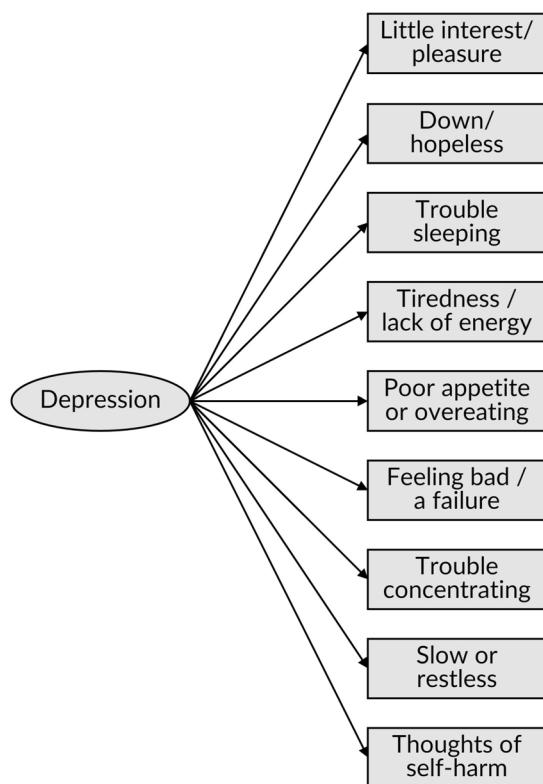 Little interest/
pleasure
Down/
hopeless
Trouble
sleeping
Tiredness /
lack of energy
Depression
Poor appetite
or overeating
Feeling bad /
a failure
Trouble
concentrating
Slow or
restless
Thoughts of
self-harm